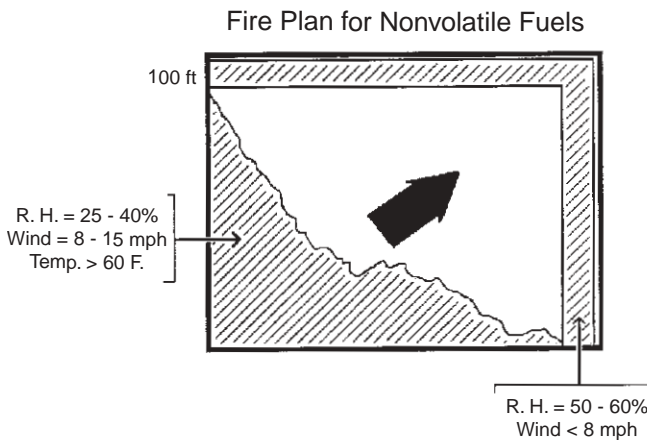 Fire Plan for Nonvolatile Fuels
100 ft
R. H. = 25 - 40%
Wind = 8 - 15 mph
Temp. > 60 F.
R. H. = 50 - 60%
Wind < 8 mph